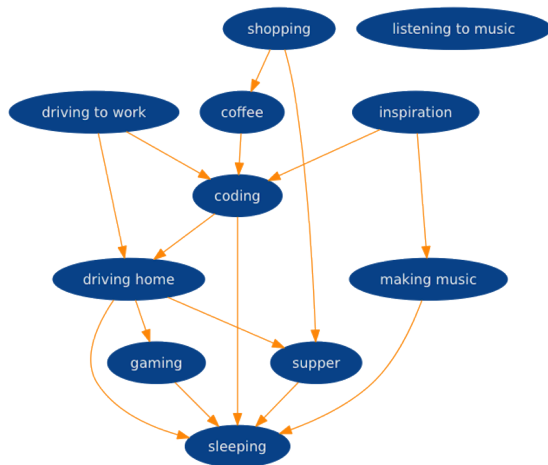 shopping
listening to music
driving to work
coffee
inspiration
coding
driving home
making music
gaming
supper
sleeping